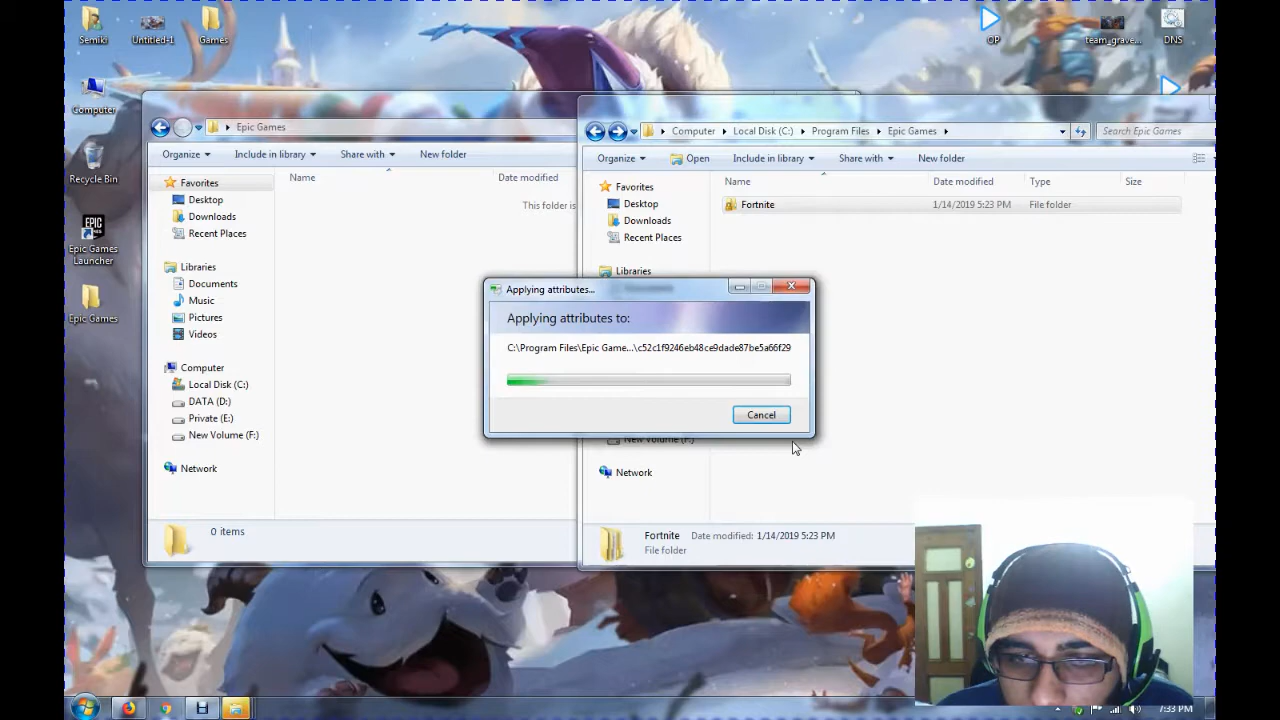 Semiki
Untitled-1
Games
OP
team_grave...
DNS
Computer
Recycle Bin
EPIC
GAMES
Epic Games
Launcher
Epic Games
Epic Games
Organize
Include in library
Share with
New folder
Name
Date modified
This folder is
Favorites
Desktop
Downloads
Recent Places
Libraries
Documents
Music
Pictures
Videos
Computer
Local Disk (C:)
DATA (D:)
Private (E:)
New Volume (F:)
Network
0 items
Computer
Local Disk (C:)
Program Files
Epic Games
Search Epic Games
Organize
Open
Include in library
Share with
New folder
Name
Date modified
Type
Size
Fortnite
1/14/2019 5:23 PM
File folder
Favorites
Desktop
Downloads
Recent Places
Libraries
New Volume (F:)
Network
Fortnite
Date modified: 1/14/2019 5:23 PM
File folder
Applying attributes...
Applying attributes to:
C:\Program Files\Epic Game...\c52c1f9246eb48ce9dade87be5a66f29
Cancel
7:33 PM